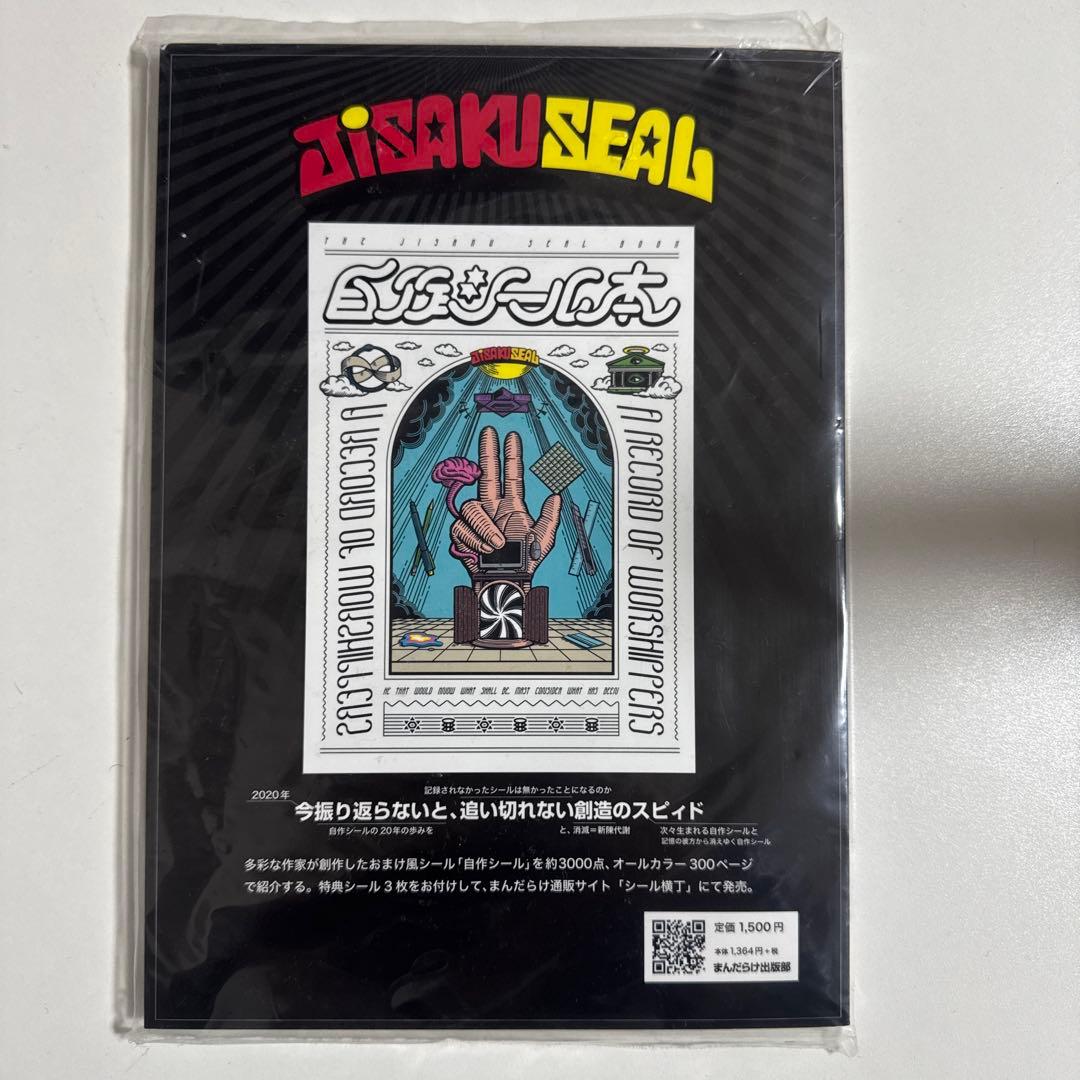 JiSAKUSEAL
THE JISAKU SEAL BOOK
自作シール本
JiSAKUSEAL
A RECORD OF WORSHIPPERS
A RECORD OF WORSHIPPERS
HE THAT WOULD KNOW WHAT SHALL BE, MAST CONSIDER WHAT HAS BEEN
記録されなかったシールは無かったことになるのか
2020年
今振り返らないと、追い切れない創造のスピィド
自作シールの20年の歩みを と、消滅=新陳代謝 次々生まれる自作シールと
記憶の彼方から消えゆく自作シール
多彩な作家が創作したおまけ風シール「自作シール」を約3000点、オールカラー300ページ
で紹介する。特典シール3枚をお付けして、まんだらけ通販サイト「シール横丁」にて発売。
定価1,500円
本体1,364円+税
まんだらけ出版部